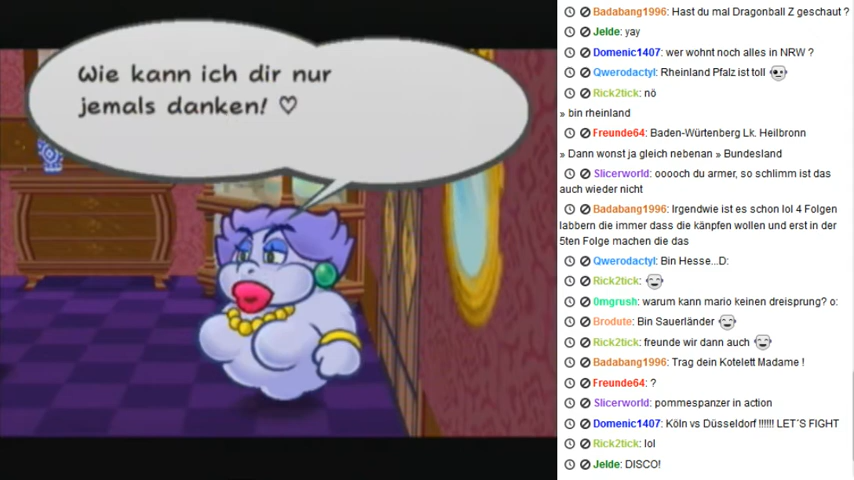 Wie kann ich dir nur
jemals danken! ♡
Badabang1996: Hast du mal Dragonball Z geschaut ?
Jelde: yay
Domenic1407: wer wohnt noch alles in NRW ?
Qwerodactyl: Rheinland Pfalz ist toll
Rick2tick: nö
» bin rheinland
Freunde64: Baden-Würtenberg Lk. Heilbronn
» Dann wonst ja gleich nebenan » Bundesland
Slicerworld: ooooch du armer, so schlimm ist das
auch wieder nicht
Badabang1996: Irgendwie ist es schon lol 4 Folgen
labbern die immer dass die känpfen wollen und erst in der
5ten Folge machen die das
Qwerodactyl: Bin Hesse...D:
Rick2tick:
0mgrush: warum kann mario keinen dreisprung? o:
Brodute: Bin Sauerländer
Rick2tick: freunde wir dann auch
Badabang1996: Trag dein Kotelett Madame !
Freunde64: ?
Slicerworld: pommespanzer in action
Domenic1407: Köln vs Düsseldorf !!!!!! LET´S FIGHT
Rick2tick: lol
Jelde: DISCO!